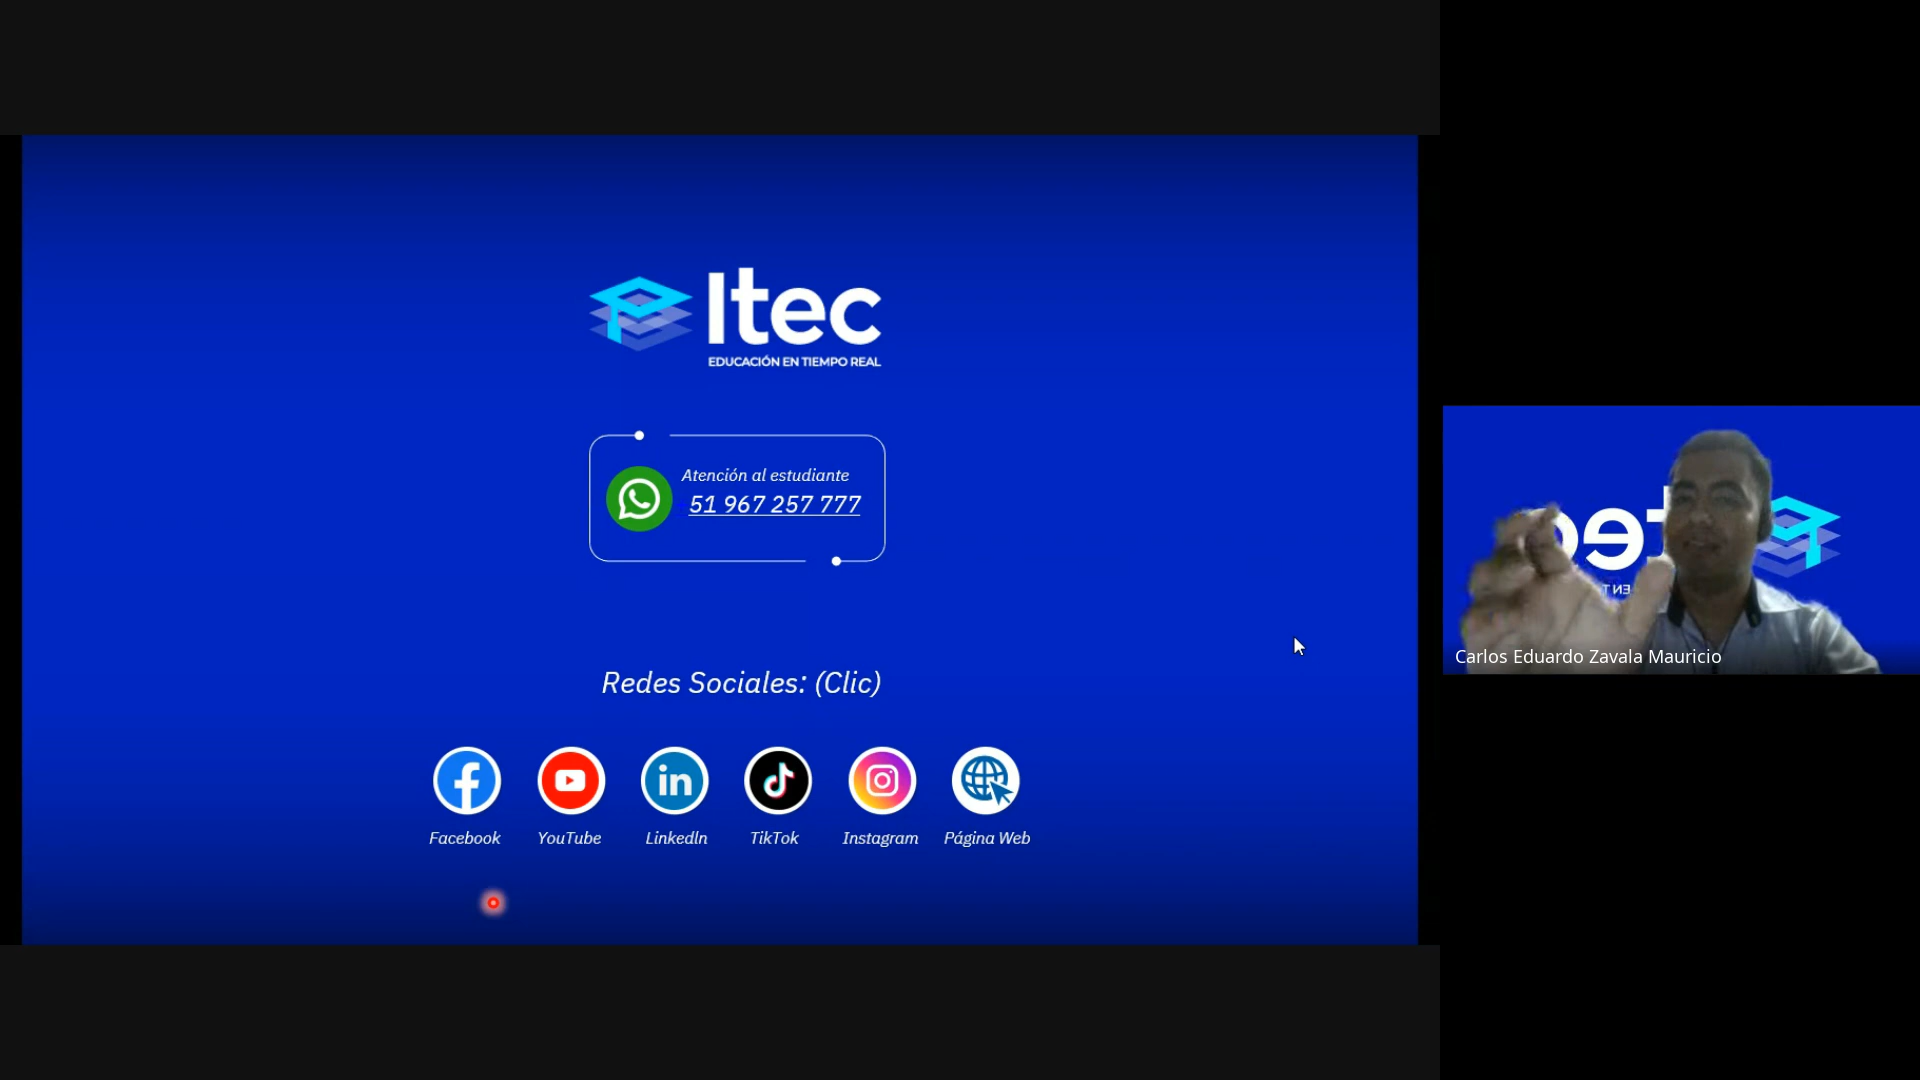 Itec
EDUCACIÓN EN TIEMPO REAL
Atención al estudiante
51 967 257 777
Redes Sociales: (Clic)
Facebook YouTube Linkedln TikTok Instagram Página Web
Carlos Eduardo Zavala Mauricio